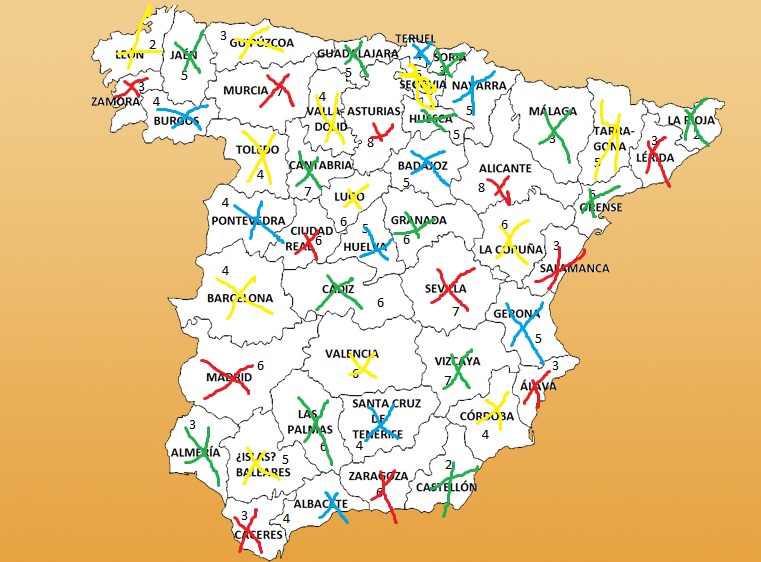 TERUEL
4
LEÓN 2
JAÉN
5
3 GUIPÚZCOA
GUADALAJARA
5
SORIA
ZAMORA 3
4
BURGOS
MURCIA
4
VALLA-
DOLID
ASTURIAS
8
SEGOVIA
HUESCA
5
NAVARRA
5
MÁLAGA
3
TARRA-
GONA
5
3
LÉRIDA
LA RIOJA
2
TOLEDO
4
CANTABRIA
7
BADAJOZ
5
ALICANTE
8
LUGO
6
ORENSE
4
PONTEVEDRA
CIUDAD
REAL 6
5
HUELVA
GRANADA
6
6
LA CORUÑA
3
SALAMANCA
4
BARCELONA
CÁDIZ
6
SEVILLA
7
GERONA
5
MADRID 6
VALENCIA
6
VIZCAYA
7
3
ÁLAVA
3
ALMERÍA
LAS
PALMAS
6
SANTA CRUZ
DE
TENERIFE
4
CÓRDOBA
4
¿ISLAS? 5
BALEARES
ZARAGOZA
6
2
CASTELLÓN
3
CÁCERES
4
ALBACETE